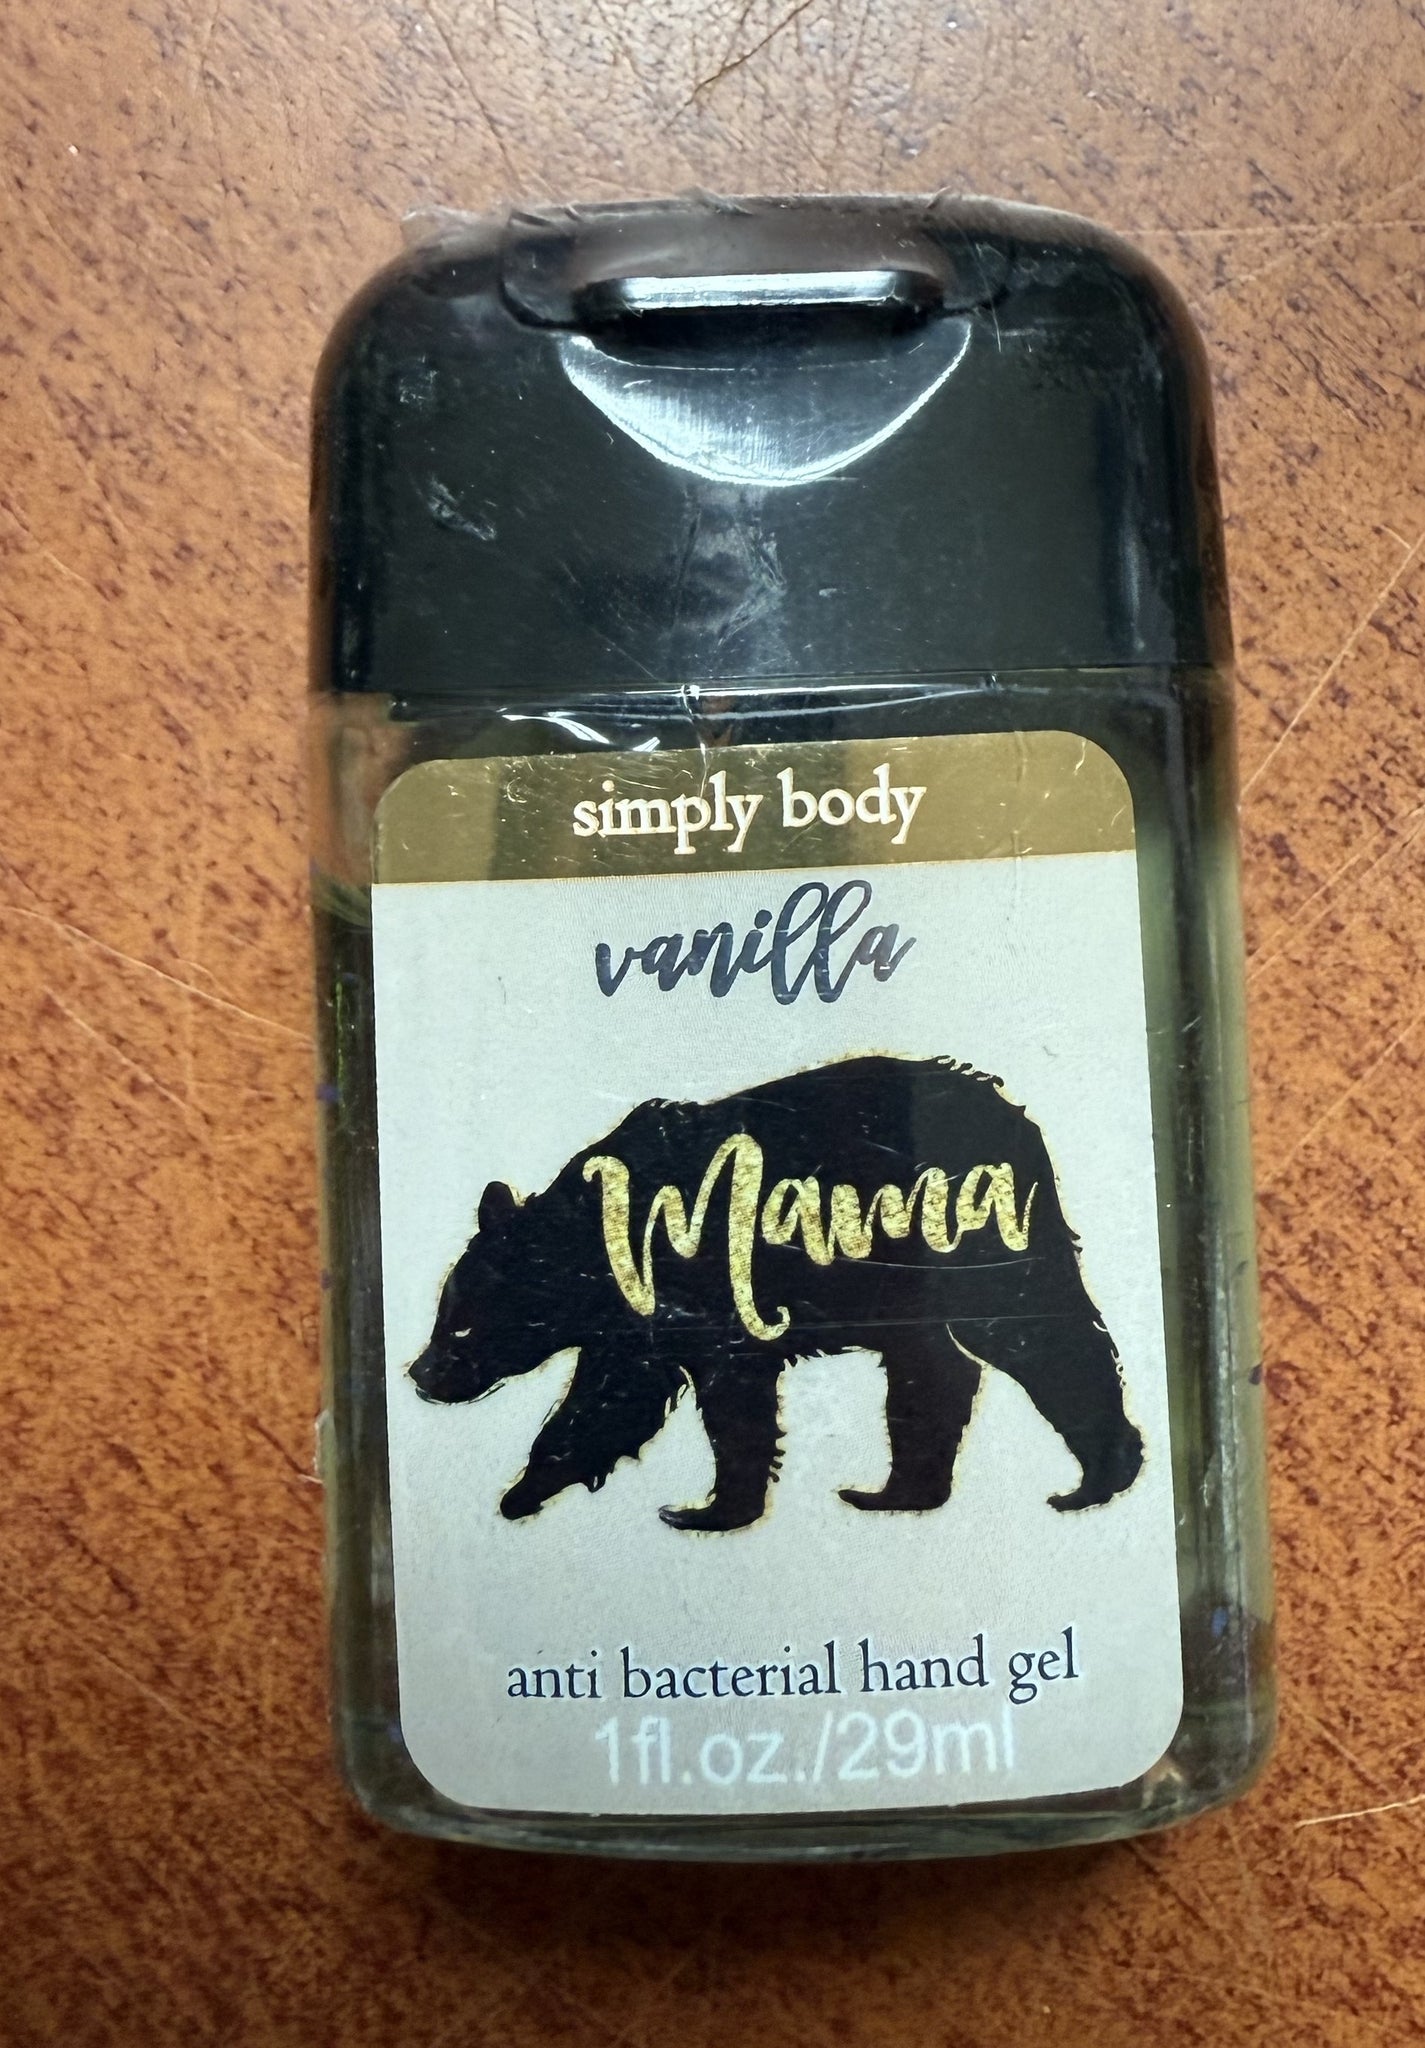 simply body
vanilla
Mama
anti bacterial hand gel
1fl.oz./29ml